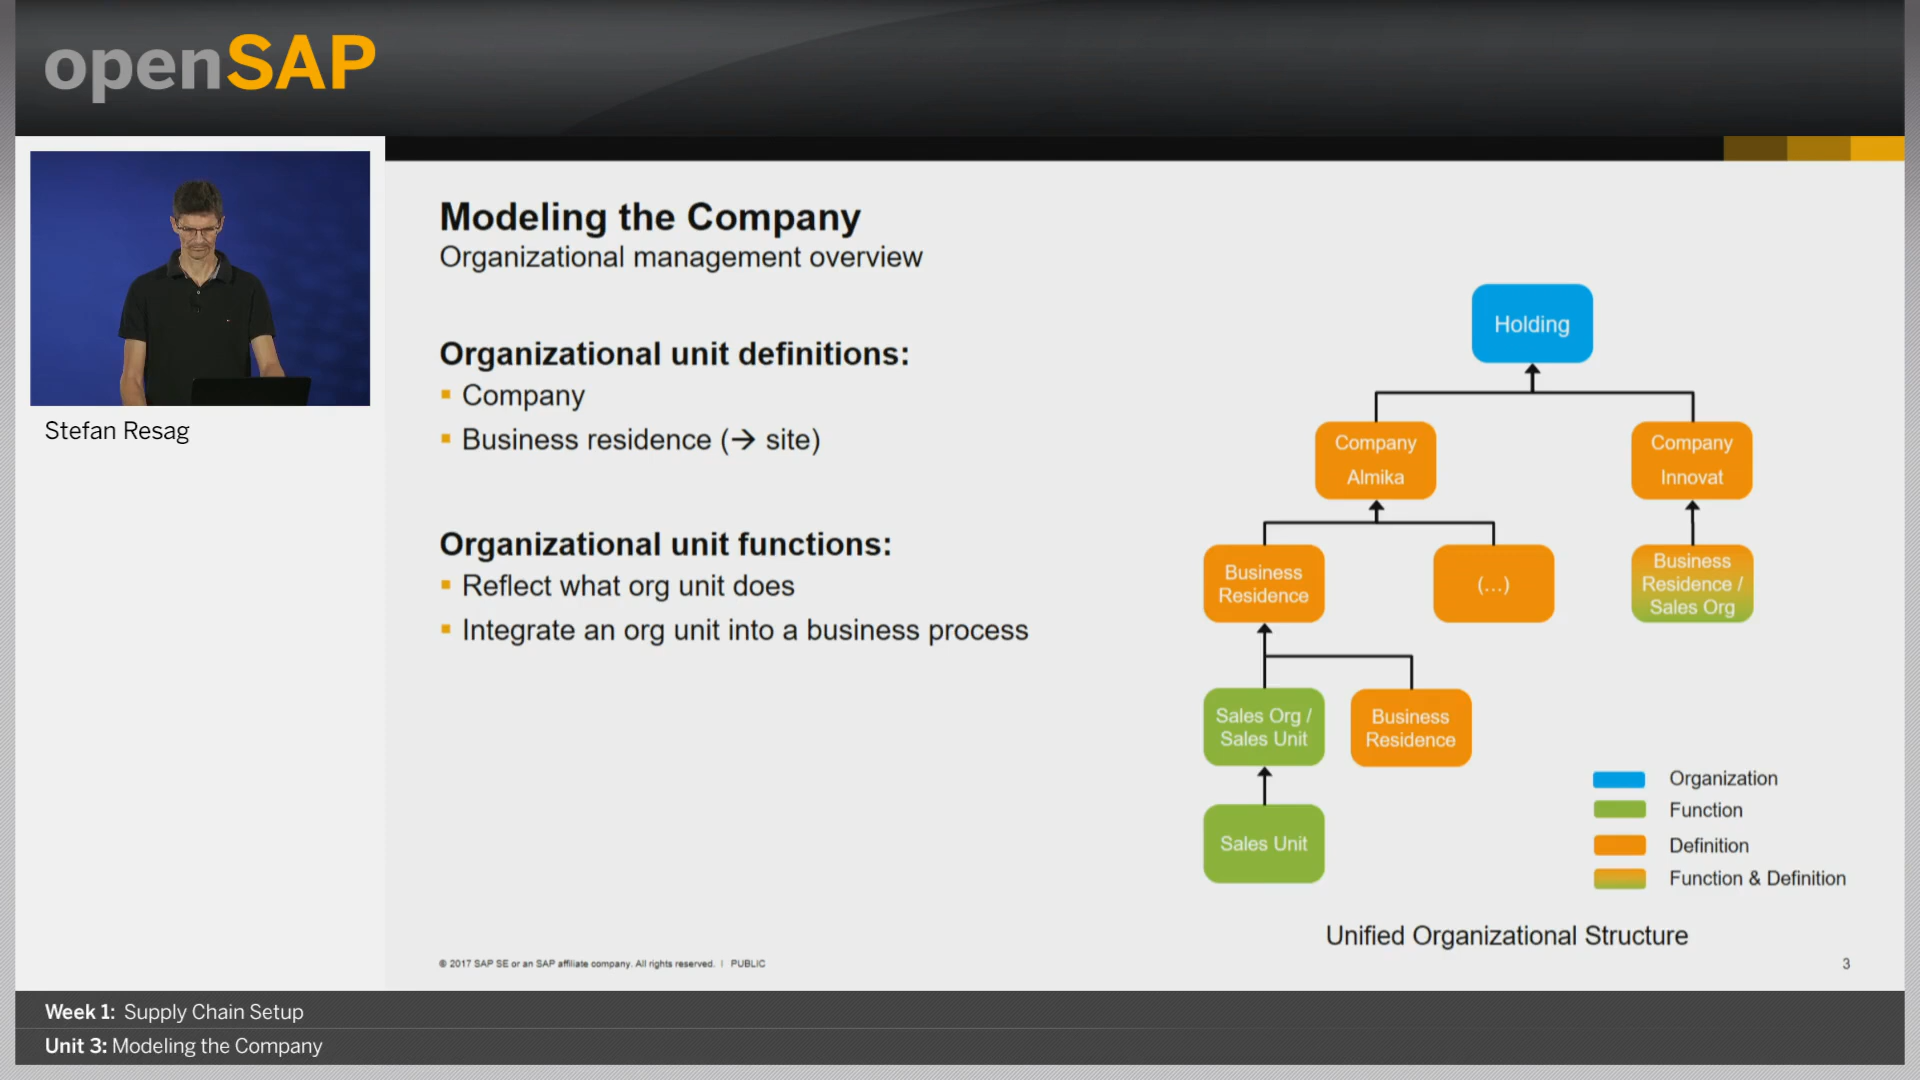 openSAP
Stefan Resag
Modeling the Company
Organizational management overview
Organizational unit definitions:
Company
Business residence (→ site)
Organizational unit functions:
Reflect what org unit does
Integrate an org unit into a business process
Holding
Company
Almika
Company
Innovat
Business
Residence
(...)
Business
Residence /
Sales Org
Sales Org /
Sales Unit
Business
Residence
Sales Unit
Organization
Function
Definition
Function & Definition
Unified Organizational Structure
© 2017 SAP SE or an SAP affiliate company. All rights reserved. | PUBLIC
3
Week 1: Supply Chain Setup
Unit 3: Modeling the Company